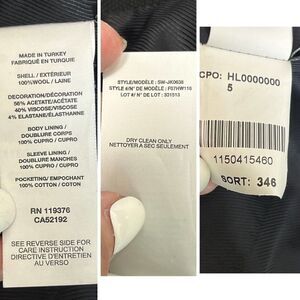 MADE IN TURKEY
FABRIQUÉ EN TURQUIE
SHELL / EXTÉRIEUR
100%WOOL / LAINE
DECORATION/DÉCORATION
56% ACETATE/ACÉTATE
40% VISCOSE/VISCOSE
4% ELASTANE/ÉLASTHANNE
BODY LINING /
DOUBLURE CORPS
100% CUPRO / CUPRO
SLEEVE LINING /
DOUBLURE MANCHES
100% CUPRO / CUPRO
POCKETING/ EMPOCHANT
100% COTTON / COTON
RN 119376
CA52192
SEE REVERSE SIDE FOR
CARE INSTRUCTION
DIRECTIVE D'ENTRETIEN
AU VERSO
STYLE/MODÈLE : SW-JK0638
STYLE #/N° DE MODÈLE : F07HW116
LOT #/N° DE LOT : 331513
DRY CLEAN ONLY
NETTOYER A SEC SEULEMENT
CPO: HL0000000
5
1150415460
SORT: 346